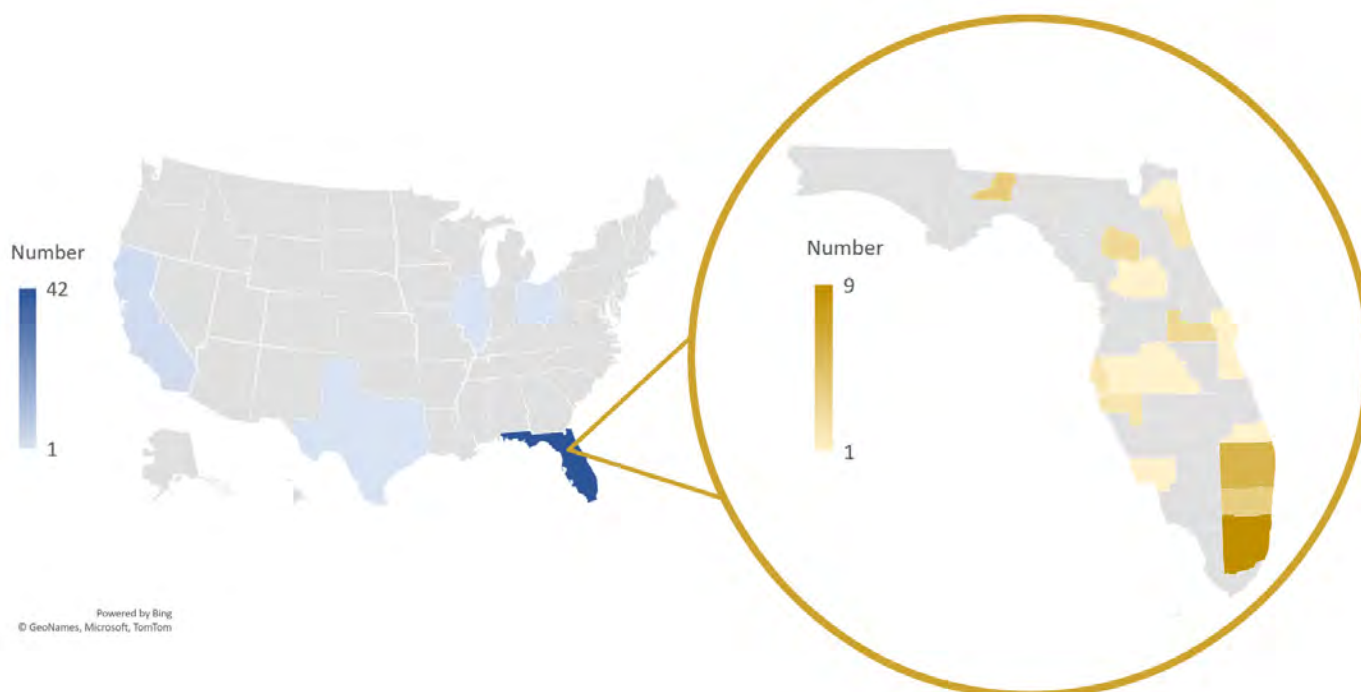 Number
42
1
Number
9
1
Powered by Bing
© GeoNames, Microsoft, TomTom